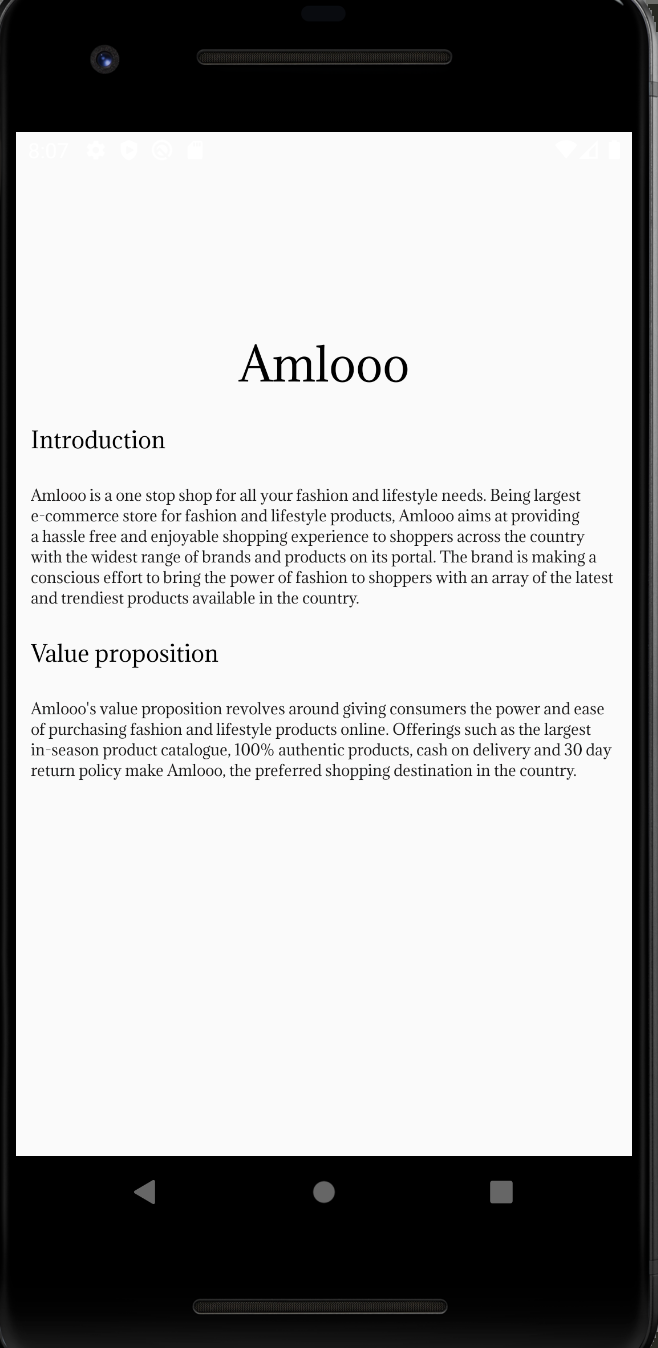 8:07
Amlooo
Introduction
Amlooo is a one stop shop for all your fashion and lifestyle needs. Being largest
e-commerce store for fashion and lifestyle products, Amlooo aims at providing
a hassle free and enjoyable shopping experience to shoppers across the country
with the widest range of brands and products on its portal. The brand is making a
conscious effort to bring the power of fashion to shoppers with an array of the latest
and trendiest products available in the country.
Value proposition
Amlooo's value proposition revolves around giving consumers the power and ease
of purchasing fashion and lifestyle products online. Offerings such as the largest
in-season product catalogue, 100% authentic products, cash on delivery and 30 day
return policy make Amlooo, the preferred shopping destination in the country.